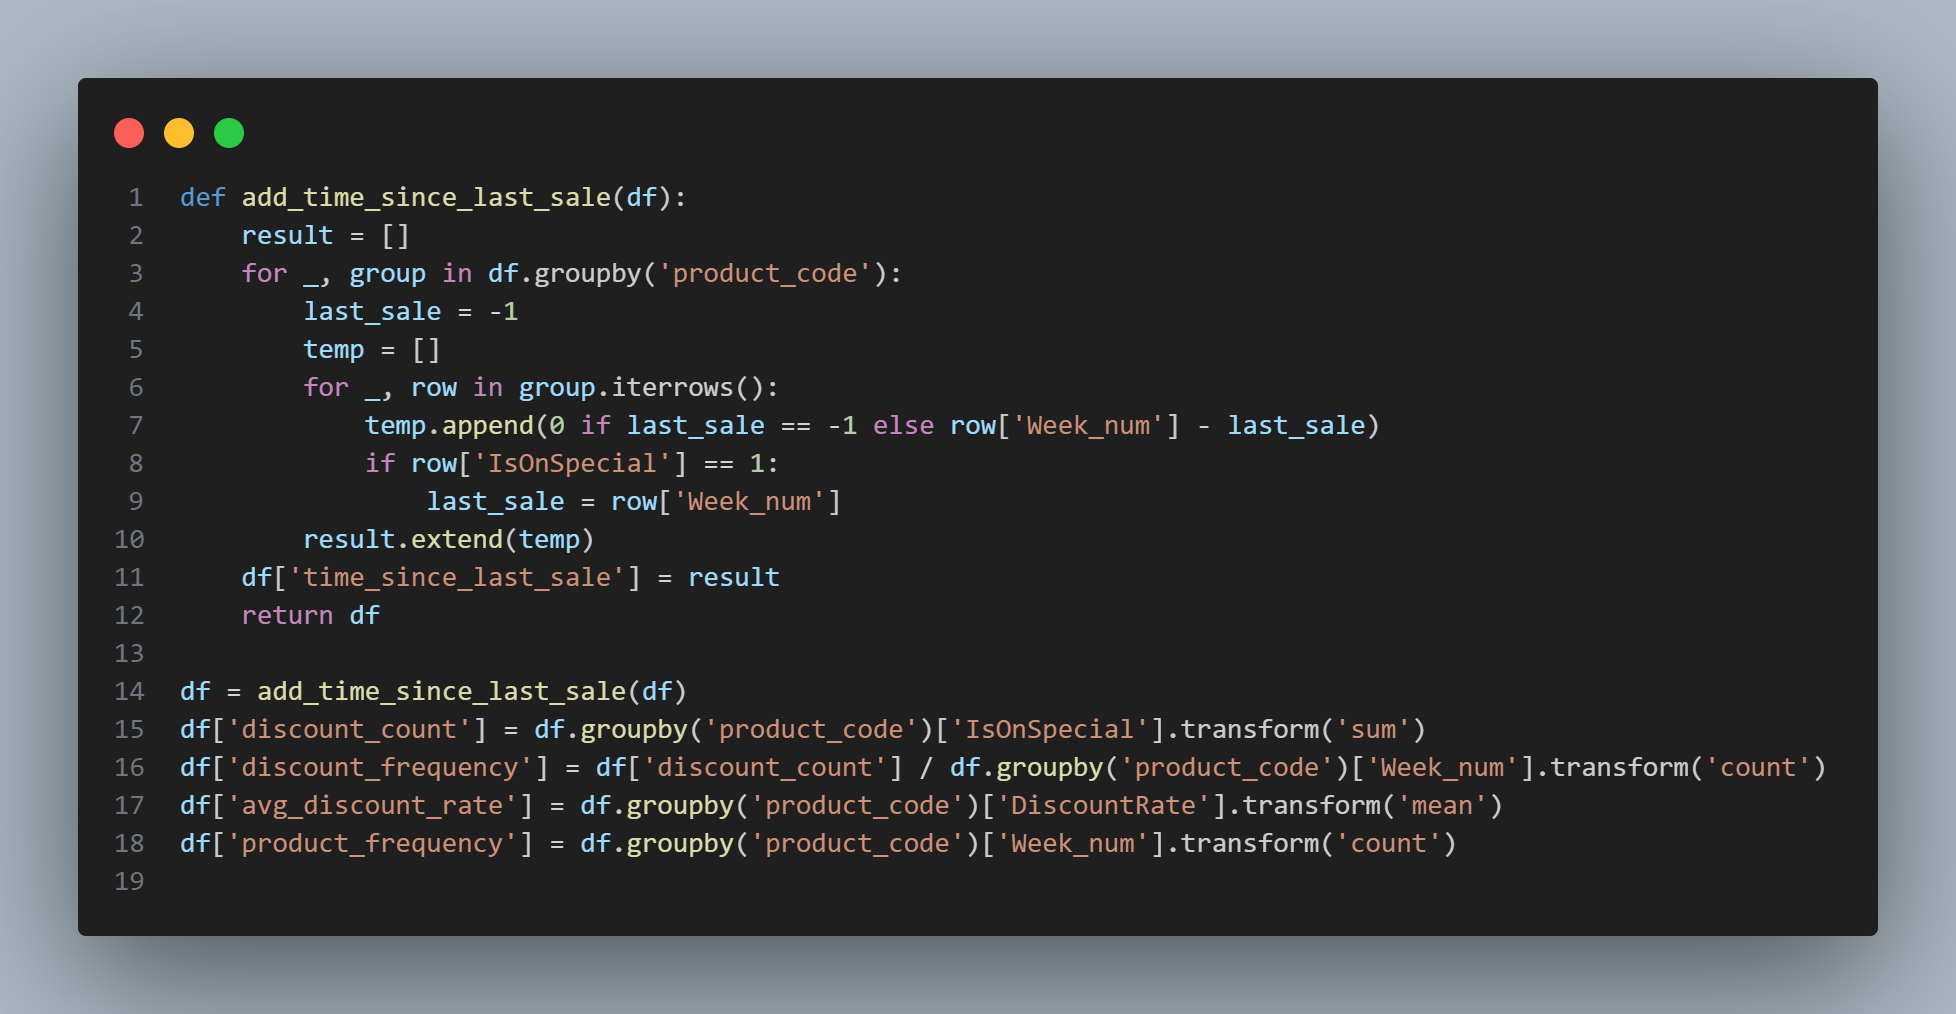 1 def add_time_since_last_sale(df):
2     result = []
3     for _, group in df.groupby('product_code'):
4         last_sale = -1
5         temp = []
6         for _, row in group.iterrows():
7             temp.append(0 if last_sale == -1 else row['Week_num'] - last_sale)
8             if row['IsOnSpecial'] == 1:
9                 last_sale = row['Week_num']
10         result.extend(temp)
11     df['time_since_last_sale'] = result
12     return df
13
14 df = add_time_since_last_sale(df)
15 df['discount_count'] = df.groupby('product_code')['IsOnSpecial'].transform('sum')
16 df['discount_frequency'] = df['discount_count'] / df.groupby('product_code')['Week_num'].transform('count')
17 df['avg_discount_rate'] = df.groupby('product_code')['DiscountRate'].transform('mean')
18 df['product_frequency'] = df.groupby('product_code')['Week_num'].transform('count')
19